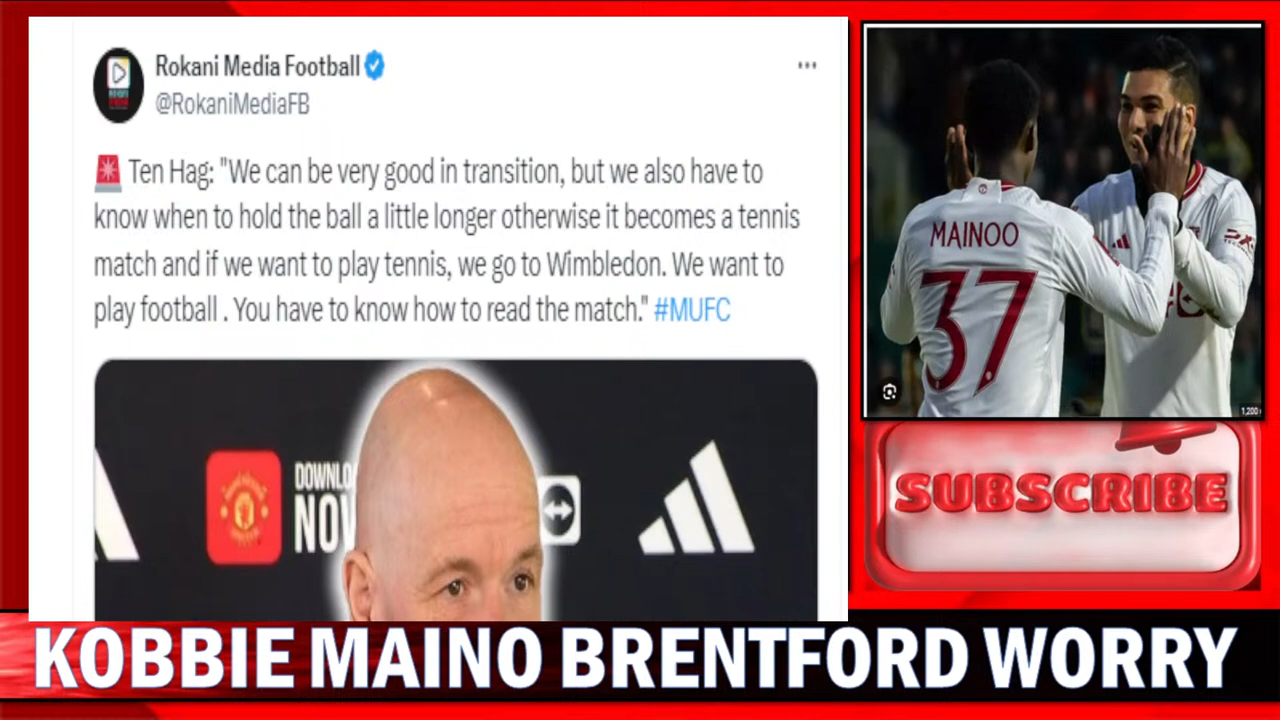 Rokani Media Football
@RokaniMediaFB
🚨 Ten Hag: "We can be very good in transition, but we also have to
know when to hold the ball a little longer otherwise it becomes a tennis
match and if we want to play tennis, we go to Wimbledon. We want to
play football . You have to know how to read the match." #MUFC
DOWNLO
NOW
MAINOO
37
1,200
SUBSCRIBE
KOBBIE MAINO BRENTFORD WORRY